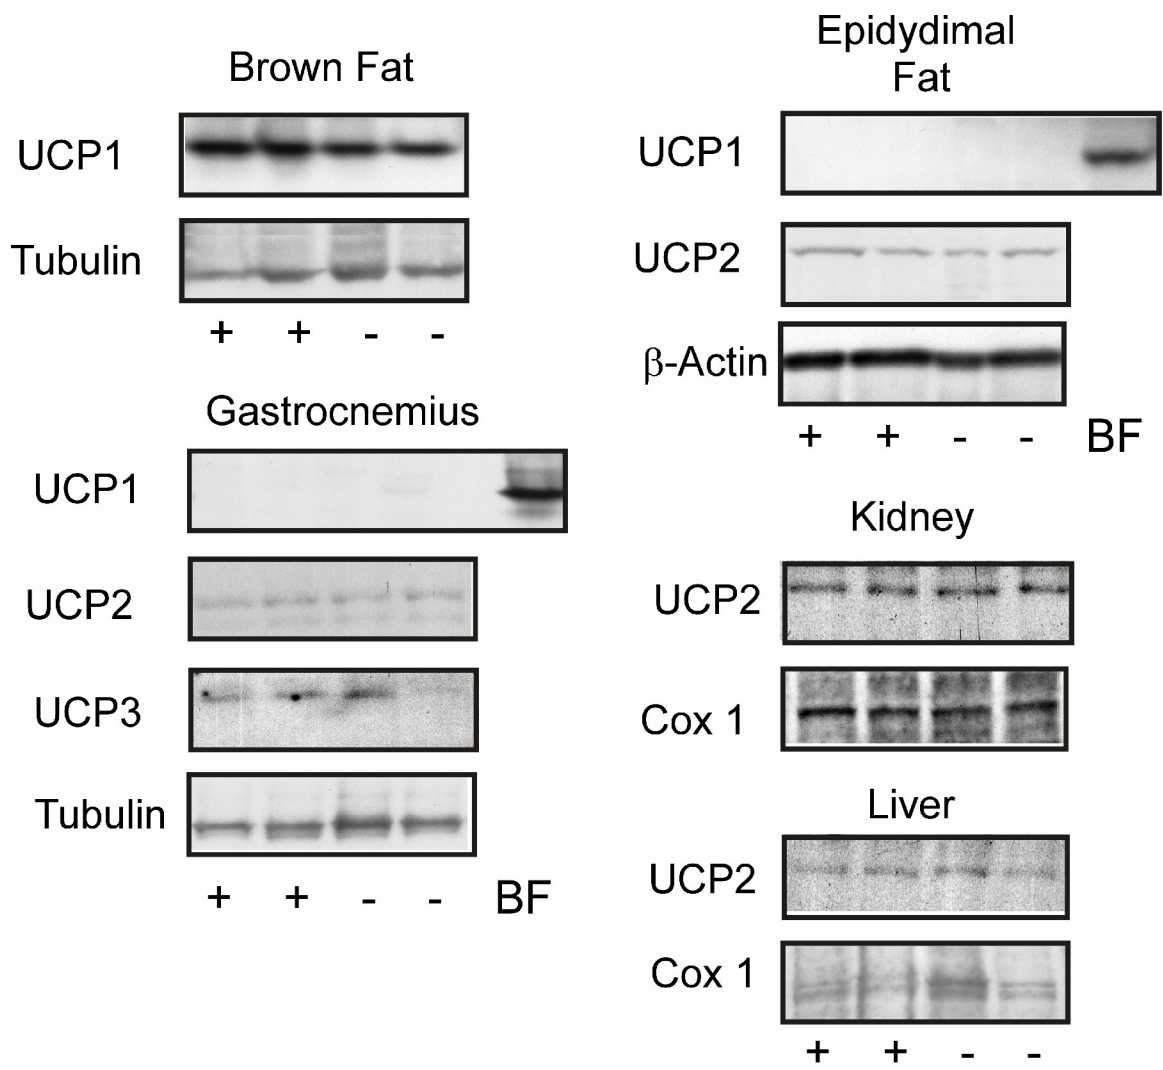 Brown Fat
UCP1
Tubulin
+ + - -
Gastrocnemius
UCP1
UCP2
UCP3
Tubulin
+ + - - BF
Epidydimal
Fat
UCP1
UCP2
β-Actin
+ + - - BF
Kidney
UCP2
Cox 1
Liver
UCP2
Cox 1
+ + - -